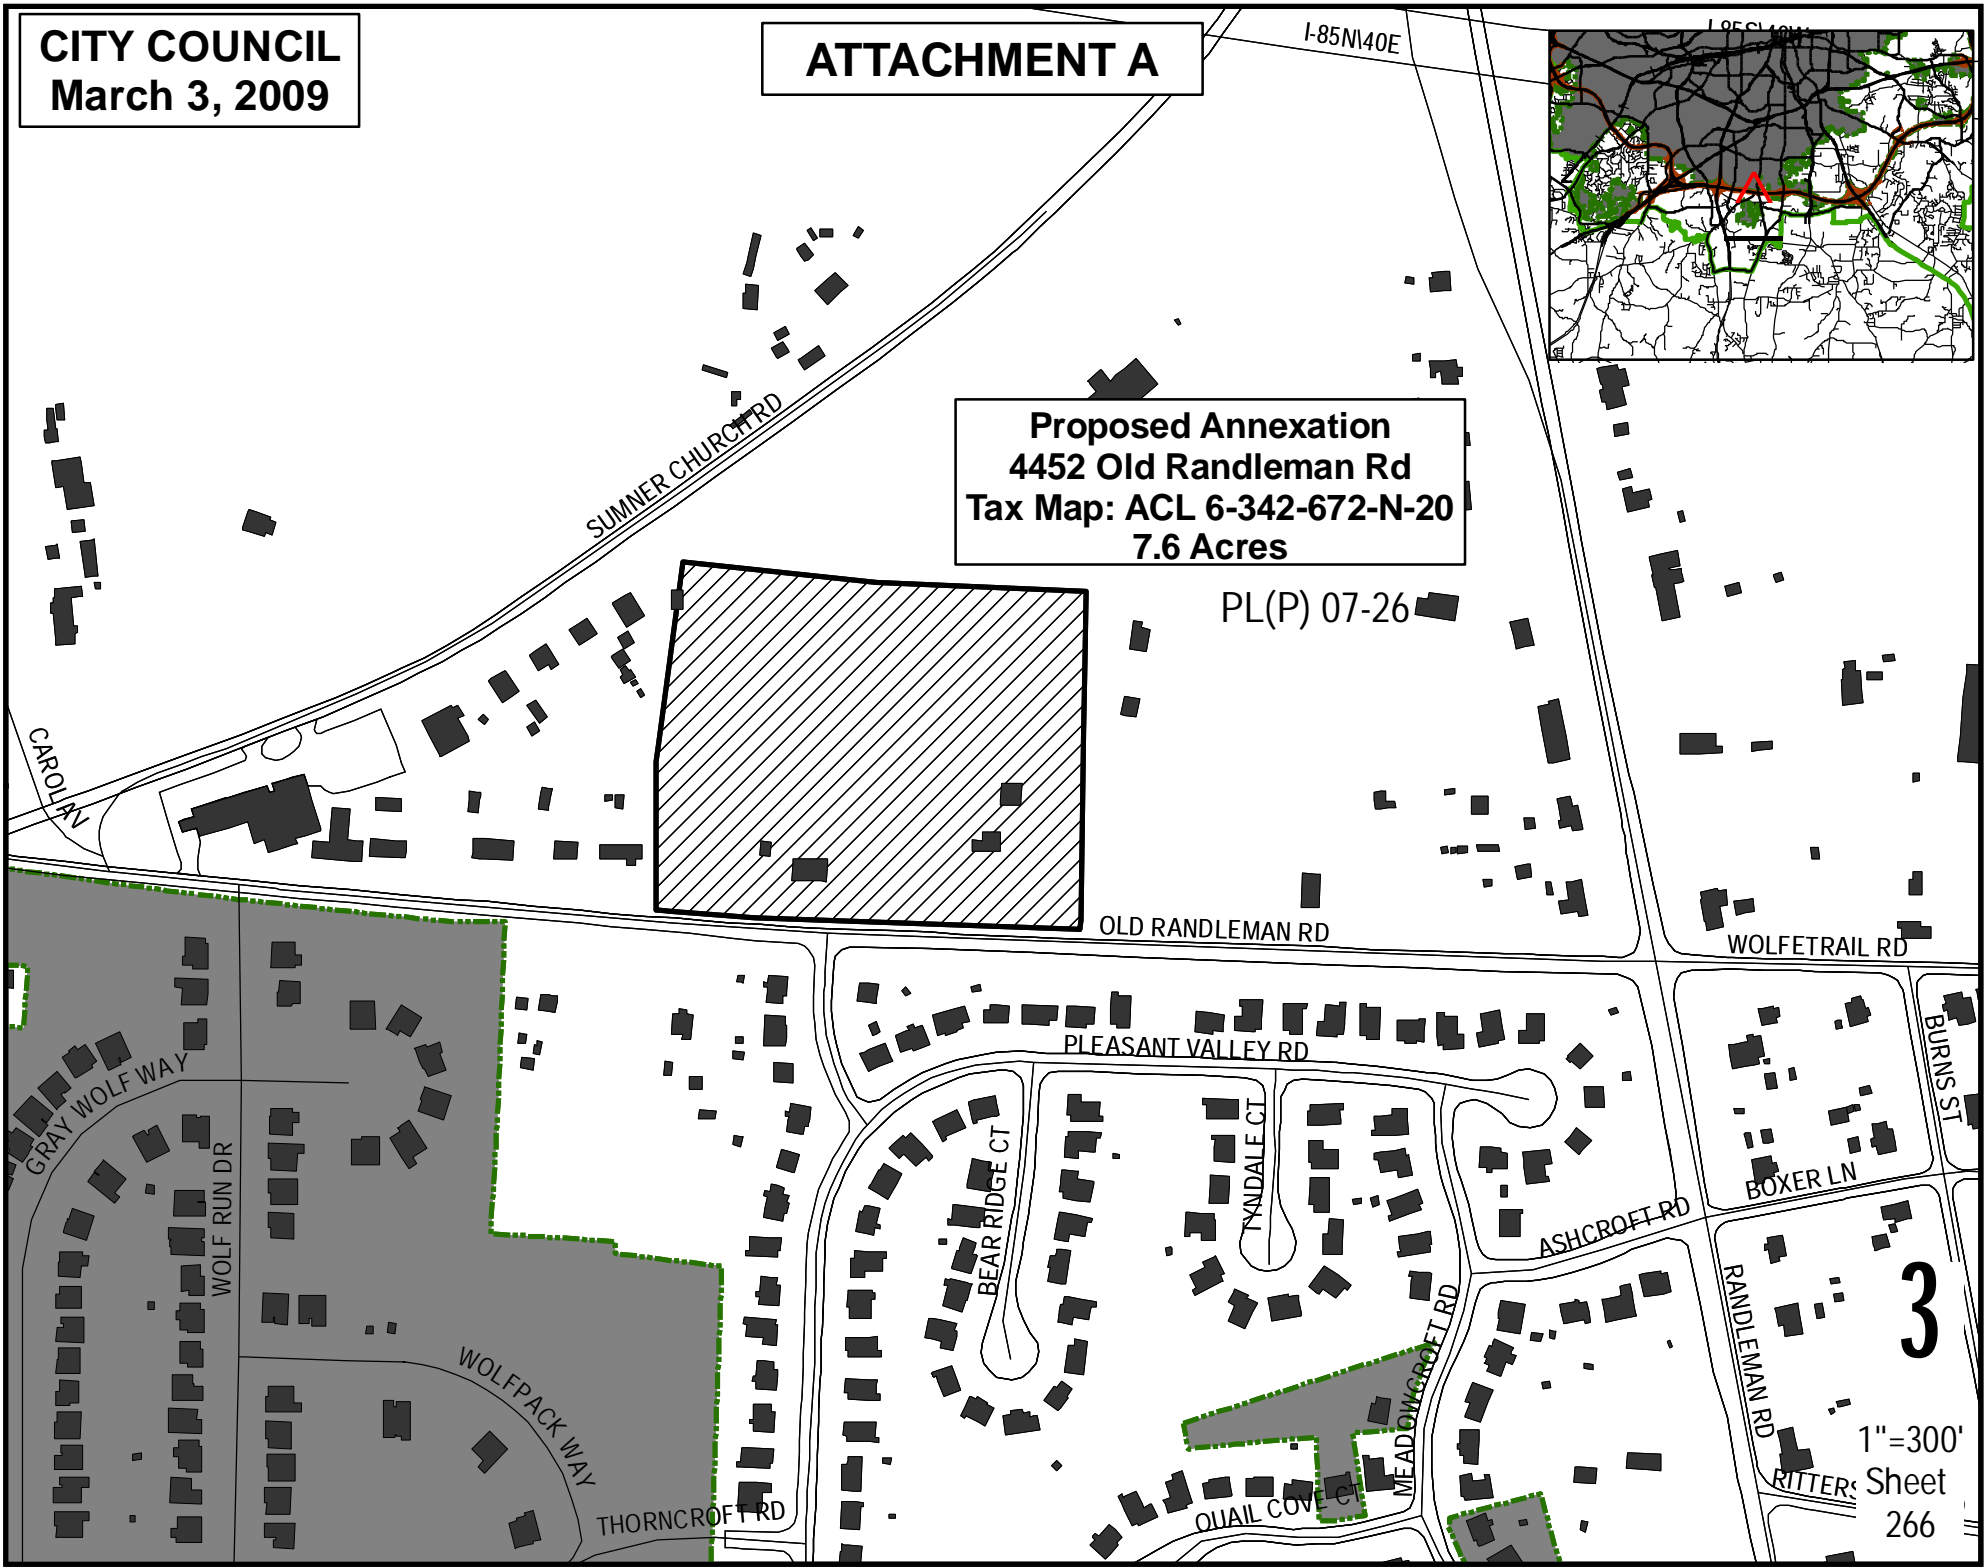 CITY COUNCIL
March 3, 2009
ATTACHMENT A
I-85N\40E
SUMNER CHURCH RD
Proposed Annexation
4452 Old Randleman Rd
Tax Map: ACL 6-342-672-N-20
7.6 Acres
PL(P) 07-26
CAROL AV
OLD RANDLEMAN RD
WOLFETRAIL RD
BURNS ST
PLEASANT VALLEY RD
GRAY WOLF WAY
WOLF RUN DR
BEAR RIDGE CT
TYNDALE CT
BOXER LN
ASHCROFT RD
RANDLEMAN RD
MEADOWCROFT RD
3
WOLFPACK WAY
1"=300'
Sheet
266
RITTERS
THORNCROFT RD
QUAIL COVE CT